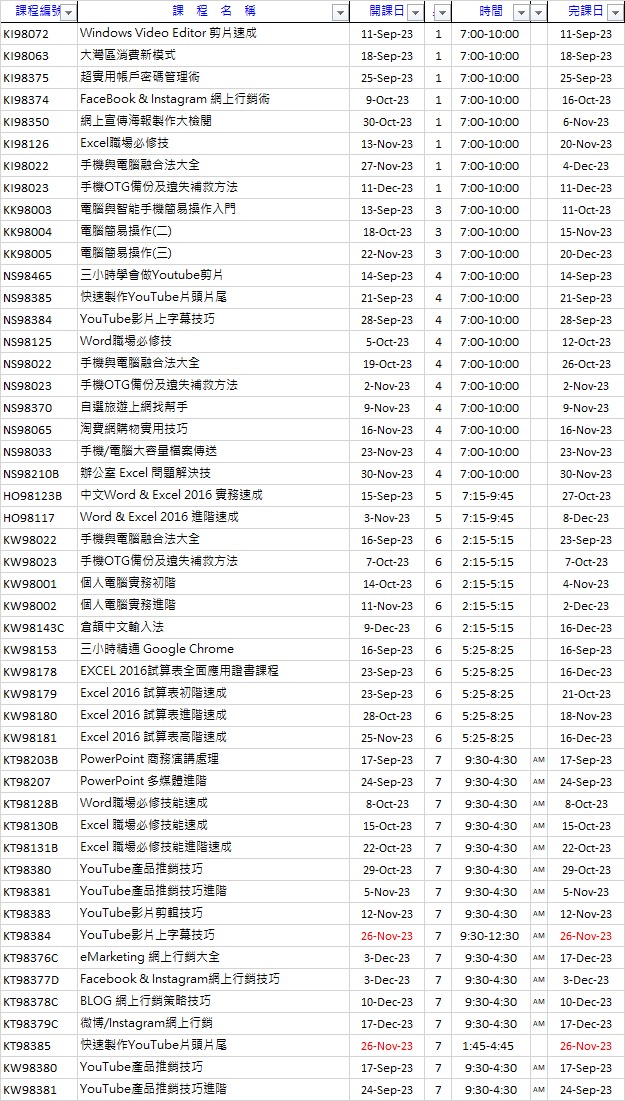 課程編號 課 程 名 稱 開課日 時間 完課日
KI98072 Windows Video Editor 剪片速成 11-Sep-23 1 7:00-10:00 11-Sep-23
KI98063 大灣區消費新模式 18-Sep-23 1 7:00-10:00 18-Sep-23
KI98375 超實用帳戶密碼管理術 25-Sep-23 1 7:00-10:00 25-Sep-23
KI98374 FaceBook & Instagram 網上行銷術 9-Oct-23 1 7:00-10:00 16-Oct-23
KI98350 網上宣傳海報製作大檢閱 30-Oct-23 1 7:00-10:00 6-Nov-23
KI98126 Excel職場必修技 13-Nov-23 1 7:00-10:00 20-Nov-23
KI98022 手機與電腦融合法大全 27-Nov-23 1 7:00-10:00 4-Dec-23
KI98023 手機OTG備份及遺失補救方法 11-Dec-23 1 7:00-10:00 11-Dec-23
KK98003 電腦與智能手機簡易操作入門 13-Sep-23 3 7:00-10:00 11-Oct-23
KK98004 電腦簡易操作(二) 18-Oct-23 3 7:00-10:00 15-Nov-23
KK98005 電腦簡易操作(三) 22-Nov-23 3 7:00-10:00 20-Dec-23
NS98465 三小時學會做Youtube剪片 14-Sep-23 4 7:00-10:00 14-Sep-23
NS98385 快速製作YouTube片頭片尾 21-Sep-23 4 7:00-10:00 21-Sep-23
NS98384 YouTube影片上字幕技巧 28-Sep-23 4 7:00-10:00 28-Sep-23
NS98125 Word職場必修技 5-Oct-23 4 7:00-10:00 12-Oct-23
NS98022 手機與電腦融合法大全 19-Oct-23 4 7:00-10:00 26-Oct-23
NS98023 手機OTG備份及遺失補救方法 2-Nov-23 4 7:00-10:00 2-Nov-23
NS98370 自選旅遊上網找幫手 9-Nov-23 4 7:00-10:00 9-Nov-23
NS98065 淘寶網購物實用技巧 16-Nov-23 4 7:00-10:00 16-Nov-23
NS98033 手機/電腦大容量檔案傳送 23-Nov-23 4 7:00-10:00 23-Nov-23
NS98210B 辦公室 Excel 問題解決技 30-Nov-23 4 7:00-10:00 30-Nov-23
HO98123B 中文Word & Excel 2016 實務速成 15-Sep-23 5 7:15-9:45 27-Oct-23
HO98117 Word & Excel 2016 進階速成 3-Nov-23 5 7:15-9:45 8-Dec-23
KW98022 手機與電腦融合法大全 16-Sep-23 6 2:15-5:15 23-Sep-23
KW98023 手機OTG備份及遺失補救方法 7-Oct-23 6 2:15-5:15 7-Oct-23
KW98001 個人電腦實務初階 14-Oct-23 6 2:15-5:15 4-Nov-23
KW98002 個人電腦實務進階 11-Nov-23 6 2:15-5:15 2-Dec-23
KW98143C 倉頡中文輸入法 9-Dec-23 6 2:15-5:15 16-Dec-23
KW98153 三小時精通 Google Chrome 16-Sep-23 6 5:25-8:25 16-Sep-23
KW98178 EXCEL 2016試算表全面應用證書課程 23-Sep-23 6 5:25-8:25 16-Dec-23
KW98179 Excel 2016 試算表初階速成 23-Sep-23 6 5:25-8:25 21-Oct-23
KW98180 Excel 2016 試算表進階速成 28-Oct-23 6 5:25-8:25 18-Nov-23
KW98181 Excel 2016 試算表高階速成 25-Nov-23 6 5:25-8:25 16-Dec-23
KT98203B PowerPoint 商務演講處理 17-Sep-23 7 9:30-4:30 AM 17-Sep-23
KT98207 PowerPoint 多媒體進階 24-Sep-23 7 9:30-4:30 AM 24-Sep-23
KT98128B Word職場必修技能速成 8-Oct-23 7 9:30-4:30 AM 8-Oct-23
KT98130B Excel 職場必修技能速成 15-Oct-23 7 9:30-4:30 AM 15-Oct-23
KT98131B Excel 職場必修技能進階速成 22-Oct-23 7 9:30-4:30 AM 22-Oct-23
KT98380 YouTube產品推銷技巧 29-Oct-23 7 9:30-4:30 AM 29-Oct-23
KT98381 YouTube產品推銷技巧進階 5-Nov-23 7 9:30-4:30 AM 5-Nov-23
KT98383 YouTube影片剪輯技巧 12-Nov-23 7 9:30-4:30 AM 12-Nov-23
KT98384 YouTube影片上字幕技巧 26-Nov-23 7 9:30-12:30 AM 26-Nov-23
KT98376C eMarketing 網上行銷大全 3-Dec-23 7 9:30-4:30 AM 17-Dec-23
KT98377D Facebook & Instagram網上行銷技巧 3-Dec-23 7 9:30-4:30 AM 3-Dec-23
KT98378C BLOG 網上行銷策略技巧 10-Dec-23 7 9:30-4:30 AM 10-Dec-23
KT98379C 微博/Instagram網上行銷 17-Dec-23 7 9:30-4:30 AM 17-Dec-23
KT98385 快速製作YouTube片頭片尾 26-Nov-23 7 1:45-4:45 26-Nov-23
KW98380 YouTube產品推銷技巧 17-Sep-23 7 9:30-4:30 AM 17-Sep-23
KW98381 YouTube產品推銷技巧進階 24-Sep-23 7 9:30-4:30 AM 24-Sep-23